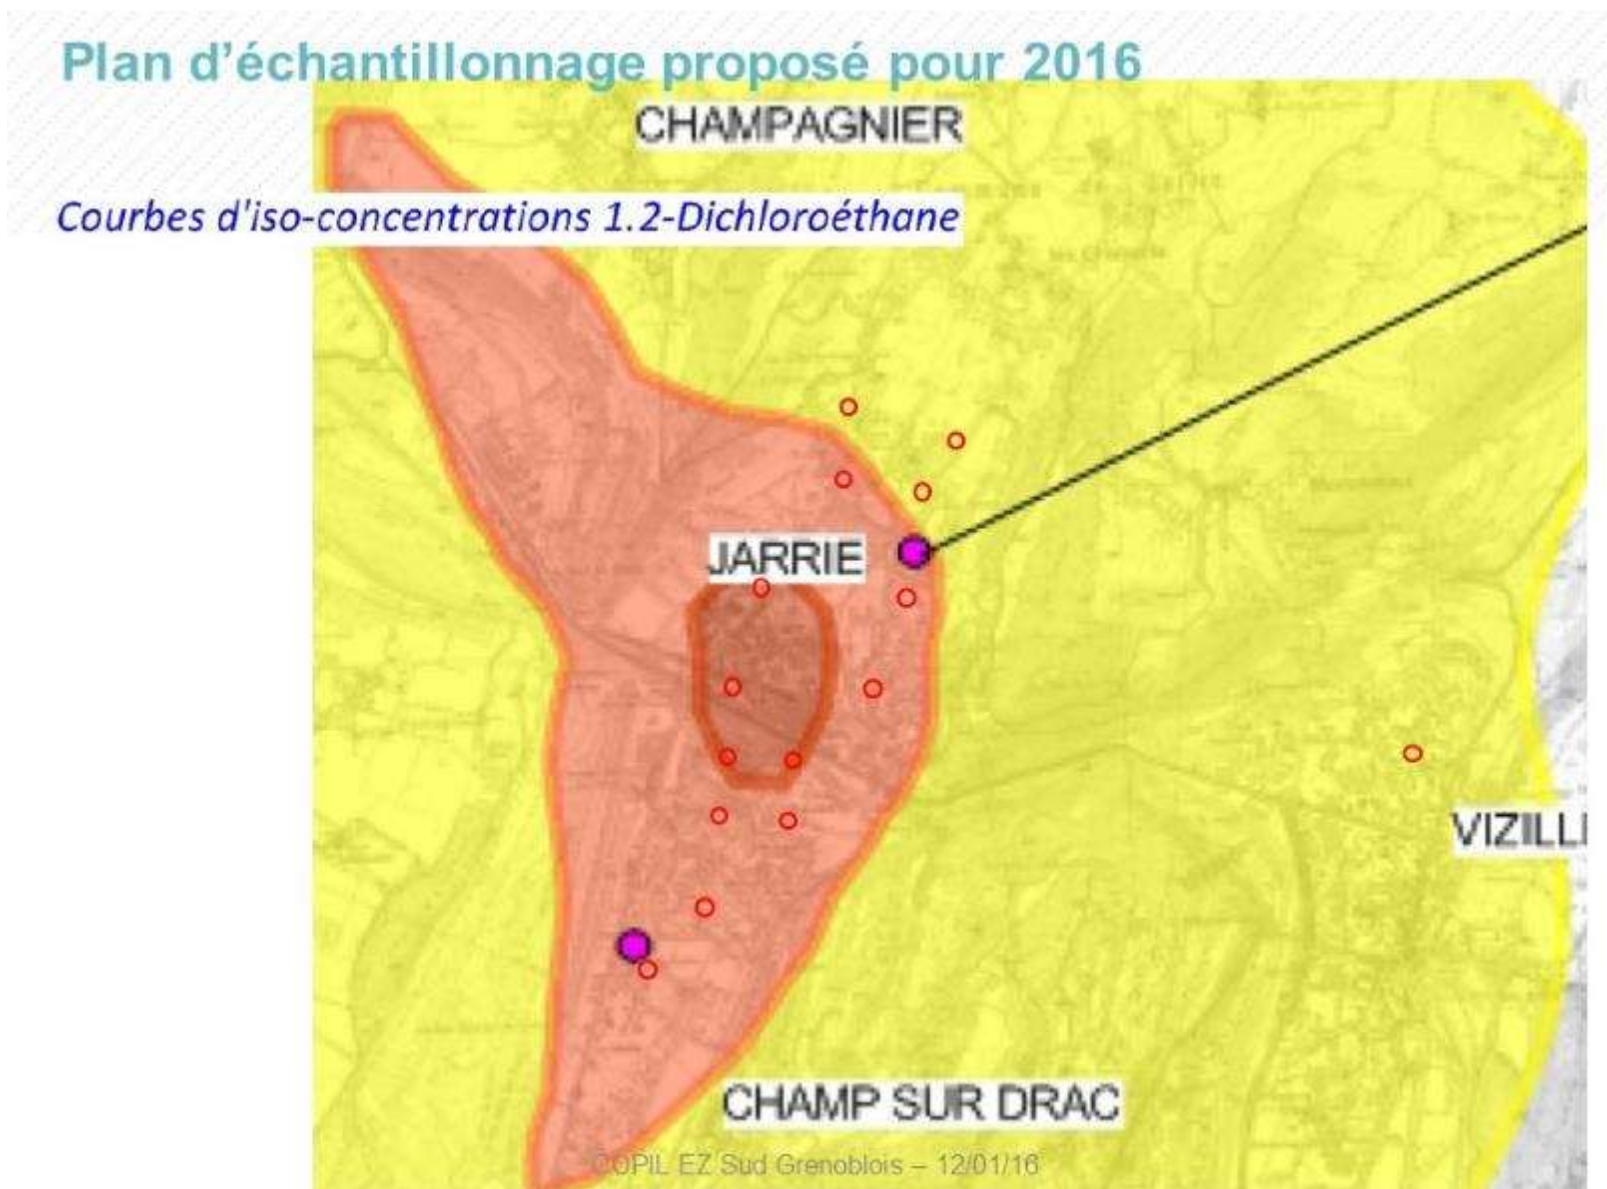 Plan d'échantillonnage proposé pour 2016
CHAMPAGNIER
Courbes d'iso-concentrations 1.2-Dichloroéthane
JARRIE
VIZILL
CHAMP SUR DRAC
COPIL EZ Sud Grenoblois – 12/01/16